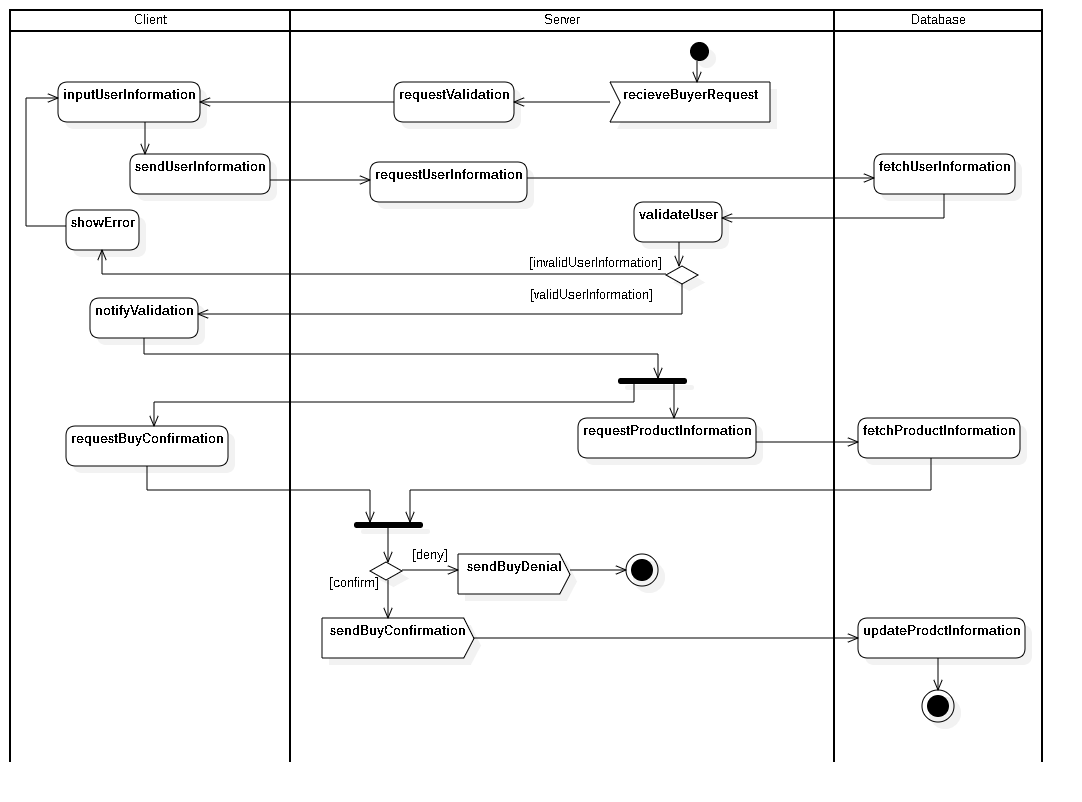 Client
Server
Database
inputUserInformation
requestValidation
recieveBuyerRequest
sendUserInformation
requestUserInformation
fetchUserInformation
showError
validateUser
[invalidUserInformation]
[validUserInformation]
notifyValidation
requestBuyConfirmation
requestProductInformation
fetchProductInformation
[deny]
sendBuyDenial
[confirm]
sendBuyConfirmation
updateProdctInformation